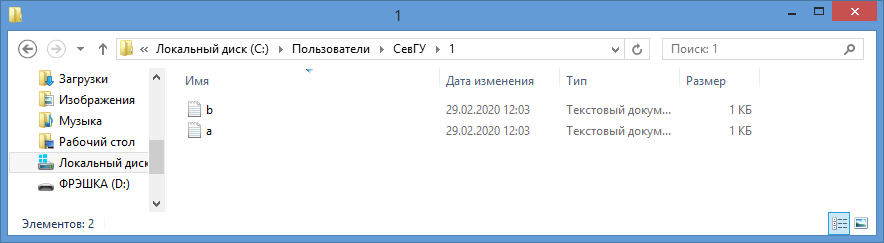 1
« Локальный диск (C:) ▸ Пользователи ▸ СевГУ ▸ 1
Поиск: 1
Загрузки
Изображения
Музыка
Рабочий стол
Локальный диск
ФРЭШКА (D:)
Имя Дата изменения Тип Размер
b 29.02.2020 12:03 Текстовый докум... 1 КБ
a 29.02.2020 12:03 Текстовый докум... 1 КБ
Элементов: 2